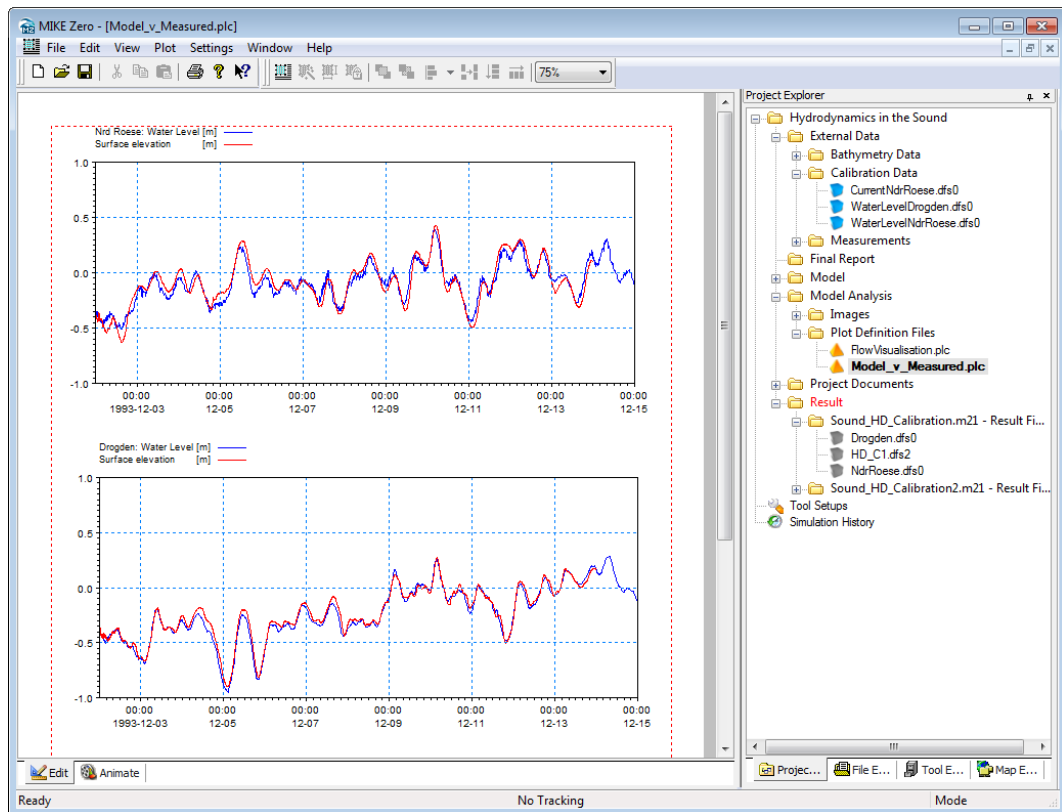 MIKE Zero - [Model_v_Measured.plc]
File Edit View Plot Settings Window Help
75%
Nrd Roese: Water Level [m]
Surface elevation [m]
1.0
0.5
0.0
-0.5
-1.0
00:00 00:00 00:00 00:00 00:00 00:00 00:00
1993-12-03 12-05 12-07 12-09 12-11 12-13 12-15
Drogden: Water Level [m]
Surface elevation [m]
1.0
0.5
0.0
-0.5
-1.0
00:00 00:00 00:00 00:00 00:00 00:00 00:00
1993-12-03 12-05 12-07 12-09 12-11 12-13 12-15
Edit Animate
Project Explorer
Hydrodynamics in the Sound
External Data
Bathymetry Data
Calibration Data
CurrentNdrRoese.dfs0
WaterLevelDrogden.dfs0
WaterLevelNdrRoese.dfs0
Measurements
Final Report
Model
Model Analysis
Images
Plot Definition Files
FlowVisualisation.plc
Model_v_Measured.plc
Project Documents
Result
Sound_HD_Calibration.m21 - Result Fi...
Drogden.dfs0
HD_C1.dfs2
NdrRoese.dfs0
Sound_HD_Calibration2.m21 - Result Fi...
Tool Setups
Simulation History
Projec... File E... Tool E... Map E...
Ready No Tracking Mode